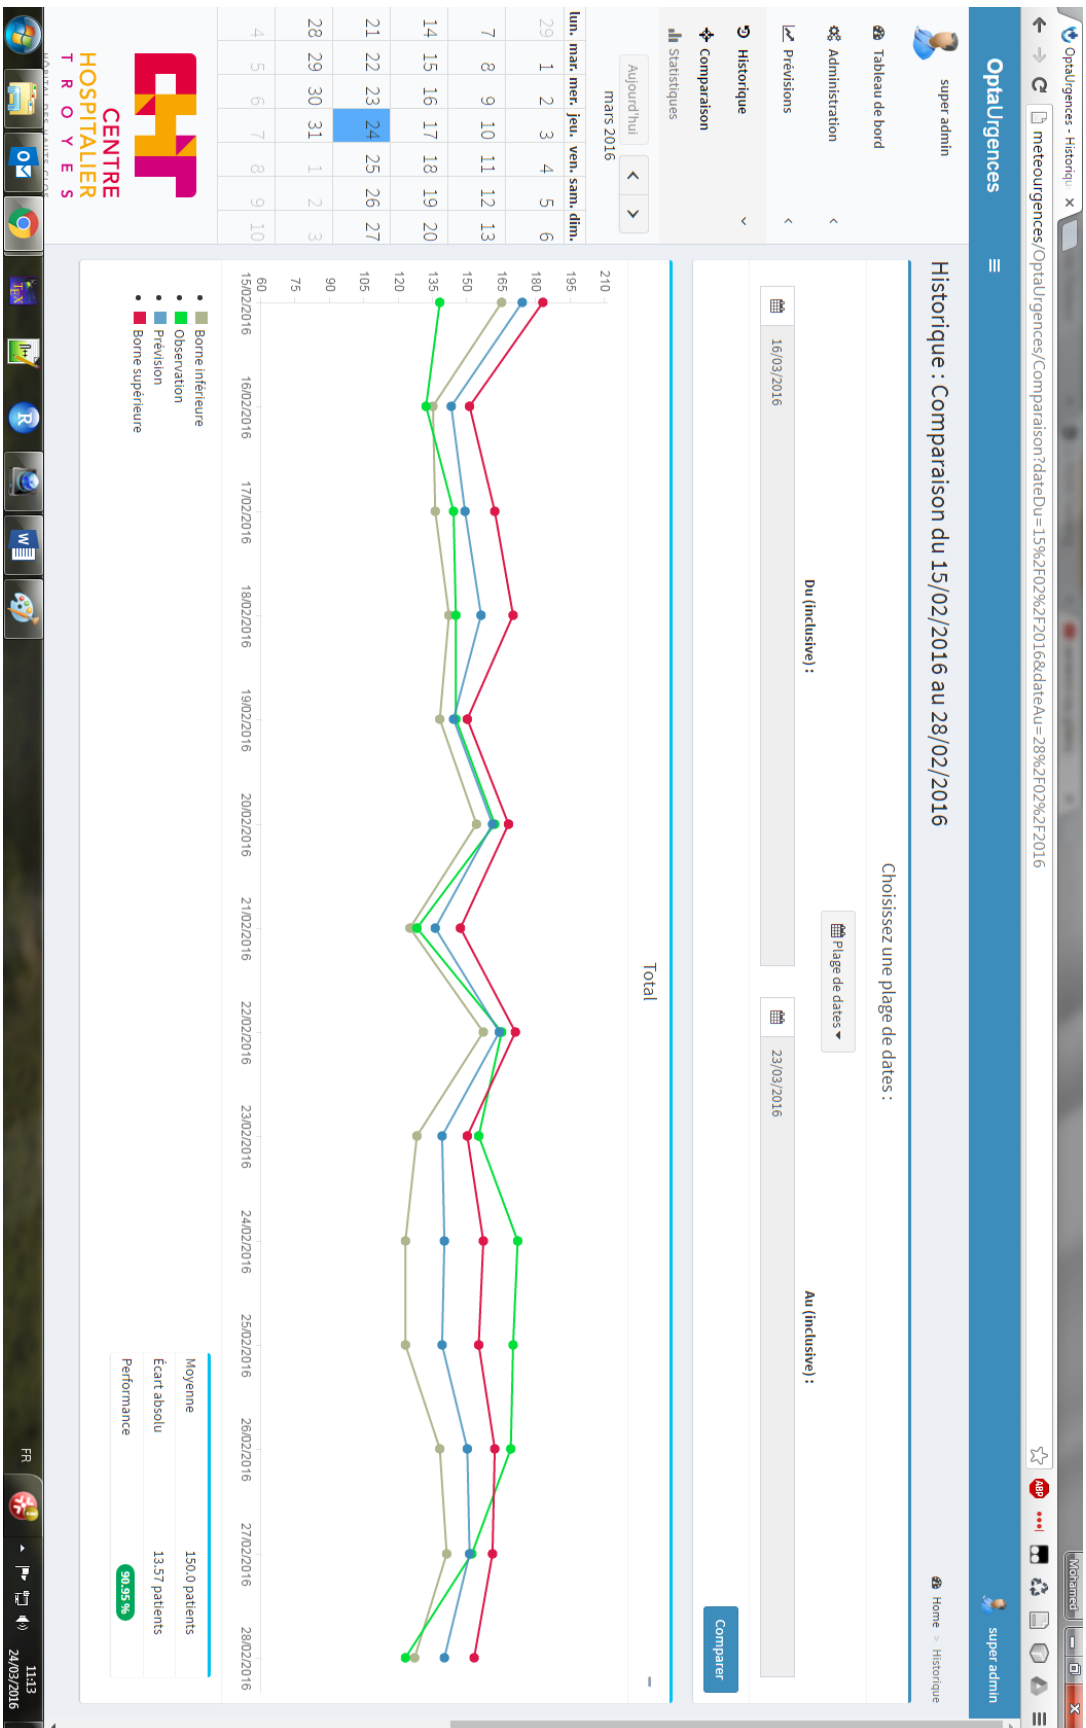 OptaUrgences - Historiqu
Mohamed
meteourgences/OptaUrgences/Comparaison?dateDu=15%2F02%2F2016&dateAu=28%2F02%2F2016
ABP
OptaUrgences
super admin
super admin
Tableau de bord
Administration
Prévisions
Historique
Comparaison
Statistiques
Aujourd'hui
mars 2016
lun. mar. mer. jeu. ven. sam. dim.
29 1 2 3 4 5 6
7 8 9 10 11 12 13
14 15 16 17 18 19 20
21 22 23 24 25 26 27
28 29 30 31 1 2 3
4 5 6 7 8 9 10
CENTRE
HOSPITALIER
TROYES
Historique : Comparaison du 15/02/2016 au 28/02/2016
Home > Historique
Choisissez une plage de dates :
Plage de dates
Du (inclusive) :
Au (inclusive) :
16/03/2016
23/03/2016
Comparer
Total
210
195
180
165
150
135
120
105
90
75
60
15/02/2016 16/02/2016 17/02/2016 18/02/2016 19/02/2016 20/02/2016 21/02/2016 22/02/2016 23/02/2016 24/02/2016 25/02/2016 26/02/2016 27/02/2016 28/02/2016
Borne inférieure
Observation
Prévision
Borne supérieure
Moyenne 150.0 patients
Écart absolu 13.57 patients
Performance 90.95 %
FR
11:13
24/03/2016